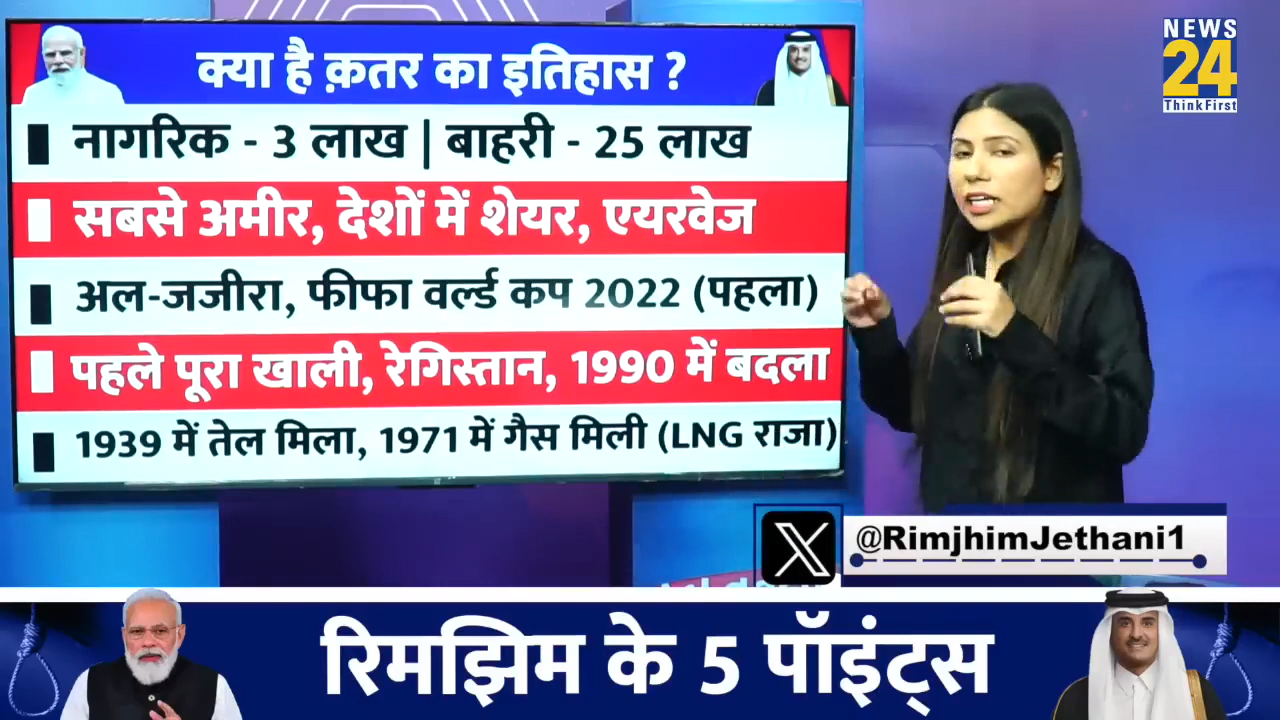 क्या है क़तर का इतिहास ?
नागरिक - 3 लाख | बाहरी - 25 लाख
सबसे अमीर, देशों में शेयर, एयरवेज
अल-जजीरा, फीफा वर्ल्ड कप 2022 (पहला)
पहले पूरा खाली, रेगिस्तान, 1990 में बदला
1939 में तेल मिला, 1971 में गैस मिली (LNG राजा)
NEWS
24
ThinkFirst
@RimjhimJethani1
रिमझिम के 5 पॉइंट्स